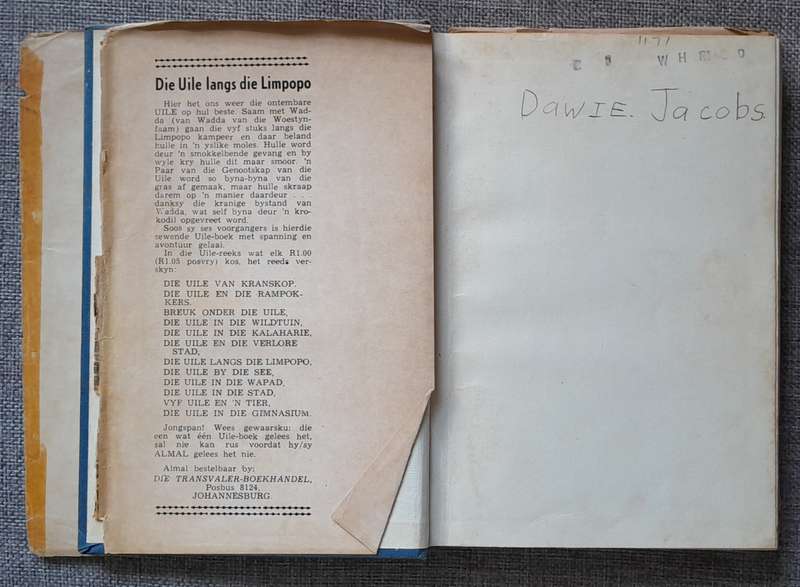 Die Uile langs die Limpopo
Hier het ons weer die ontembare
UILE op hul beste. Saam met Wad-
da (van Wadda van die Woestyn-
faam) gaan die vyf stuks langs die
Limpopo kampeer en daar beland
hulle in 'n yslike moles. Hulle word
deur 'n smokkelbende gevang en by
wyle kry hulle dit maar smoor. 'n
Paar van die Genootskap van die
Uile word so byna-byna van die
gras af gemaak, maar hulle skraap
darem op 'n manier daardeur . . .
danksy die kranige bystand van
Wadda, wat self byna deur 'n kro-
kodil opgevreet word.
Soos sy ses voorgangers is hierdie
sewende Uile-boek met spanning en
avontuur gelaai.
In die Uile-reeks wat elk R1.00
(R1.05 posvry) kos, het reeds ver-
skyn:
DIE UILE VAN KRANSKOP.
DIE UILE EN DIE RAMPOK-
KERS.
BREUK ONDER DIE UILE,
DIE UILE IN DIE WILDTUIN,
DIE UILE IN DIE KALAHARIE,
DIE UILE EN DIE VERLORE
STAD,
DIE UILE LANGS DIE LIMPOPO,
DIE UILE BY DIE SEE,
DIE UILE IN DIE WAPAD,
DIE UILE IN DIE STAD,
VYF UILE EN 'N TIER,
DIE UILE IN DIE GIMNASIUM.
Jongspan! Wees gewaarsku: die
een wat één Uile-boek gelees het,
sal nie kan rus voordat hy/sy
ALMAL gelees het nie.
Almal bestelbaar by:
DIE TRANSVALER-BOEKHANDEL,
Posbus 8124,
JOHANNESBURG
DAWIE. Jacobs.